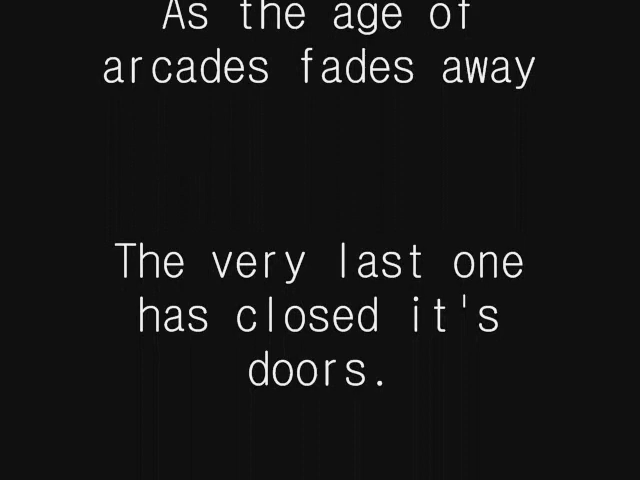 As the age of
arcades fades away
The very last one
has closed it's
doors.